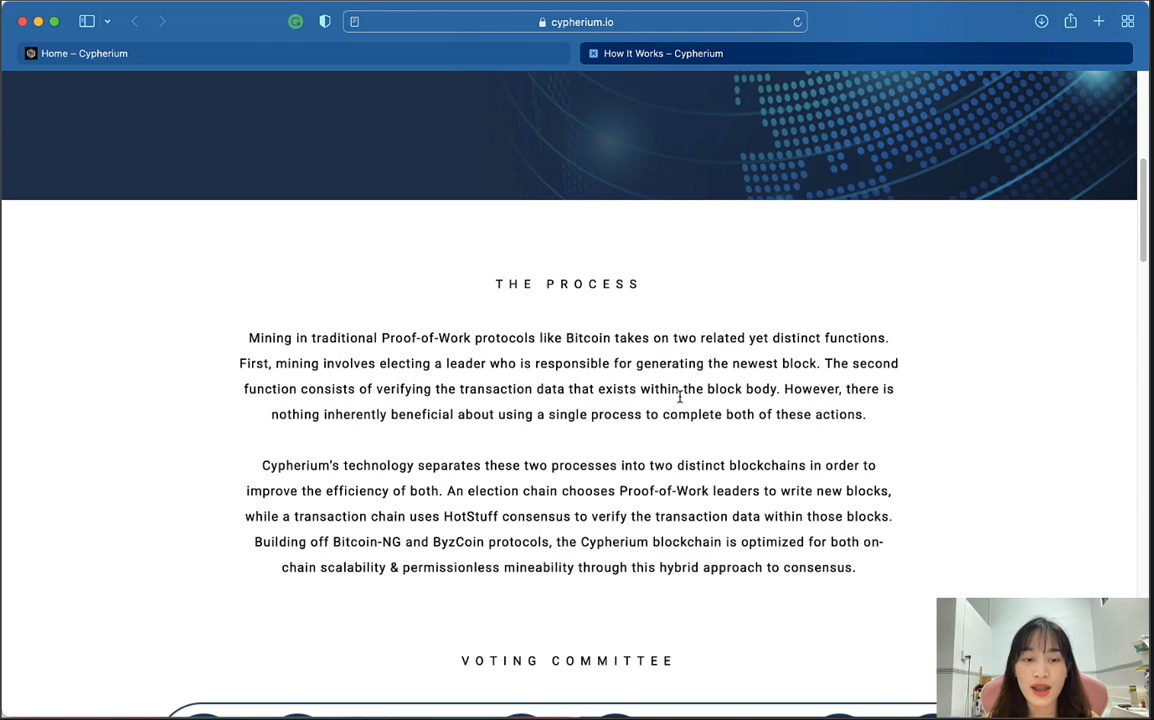 cypherium.io
Home – Cypherium
How It Works – Cypherium
THE PROCESS
Mining in traditional Proof-of-Work protocols like Bitcoin takes on two related yet distinct functions.
First, mining involves electing a leader who is responsible for generating the newest block. The second
function consists of verifying the transaction data that exists within the block body. However, there is
nothing inherently beneficial about using a single process to complete both of these actions.
Cypherium’s technology separates these two processes into two distinct blockchains in order to
improve the efficiency of both. An election chain chooses Proof-of-Work leaders to write new blocks,
while a transaction chain uses HotStuff consensus to verify the transaction data within those blocks.
Building off Bitcoin-NG and ByzCoin protocols, the Cypherium blockchain is optimized for both on-
chain scalability & permissionless mineability through this hybrid approach to consensus.
VOTING COMMITTEE